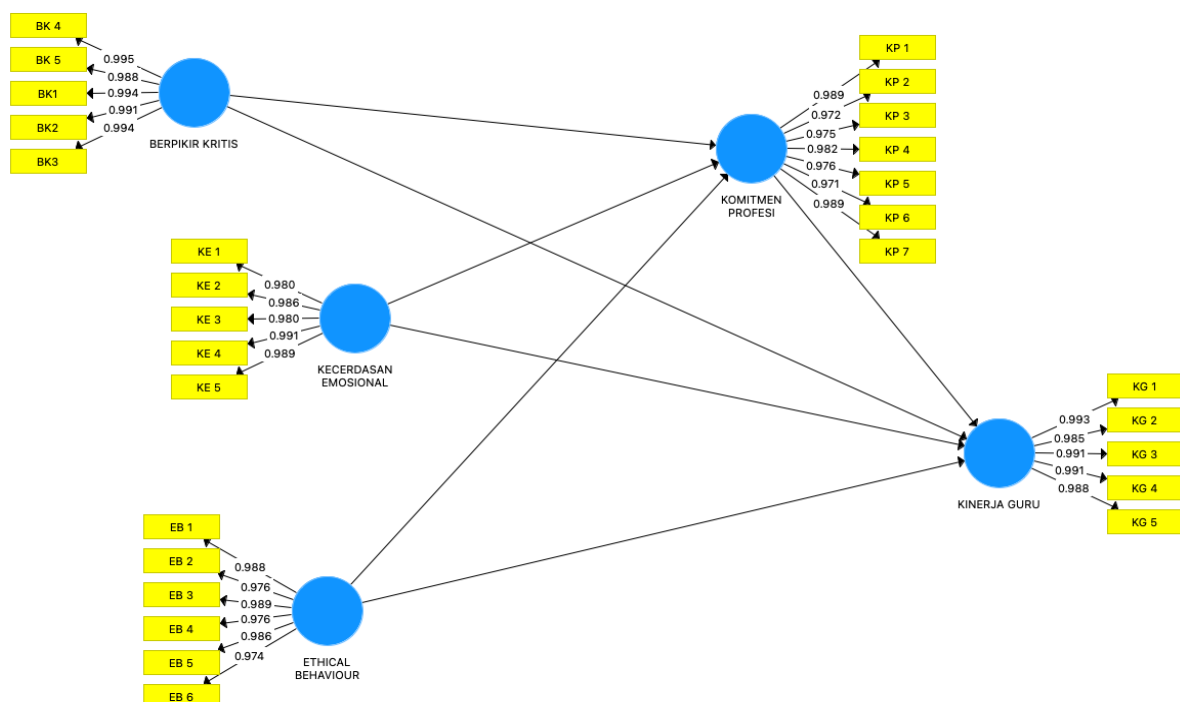 BK 4
BK 5
BK1
BK2
BK3
0.995
0.988
0.994
0.991
0.994
BERPIKIR KRITIS
KP 1
KP 2
KP 3
KP 4
KP 5
KP 6
KP 7
0.989
0.972
0.975
0.982
0.976
0.971
0.989
KOMITMEN
PROFESI
KE 1
KE 2
KE 3
KE 4
KE 5
0.980
0.986
0.980
0.991
0.989
KECERDASAN
EMOSIONAL
KG 1
KG 2
KG 3
KG 4
KG 5
0.993
0.985
0.991
0.991
0.988
KINERJA GURU
EB 1
EB 2
EB 3
EB 4
EB 5
EB 6
0.988
0.976
0.989
0.976
0.986
0.974
ETHICAL
BEHAVIOUR